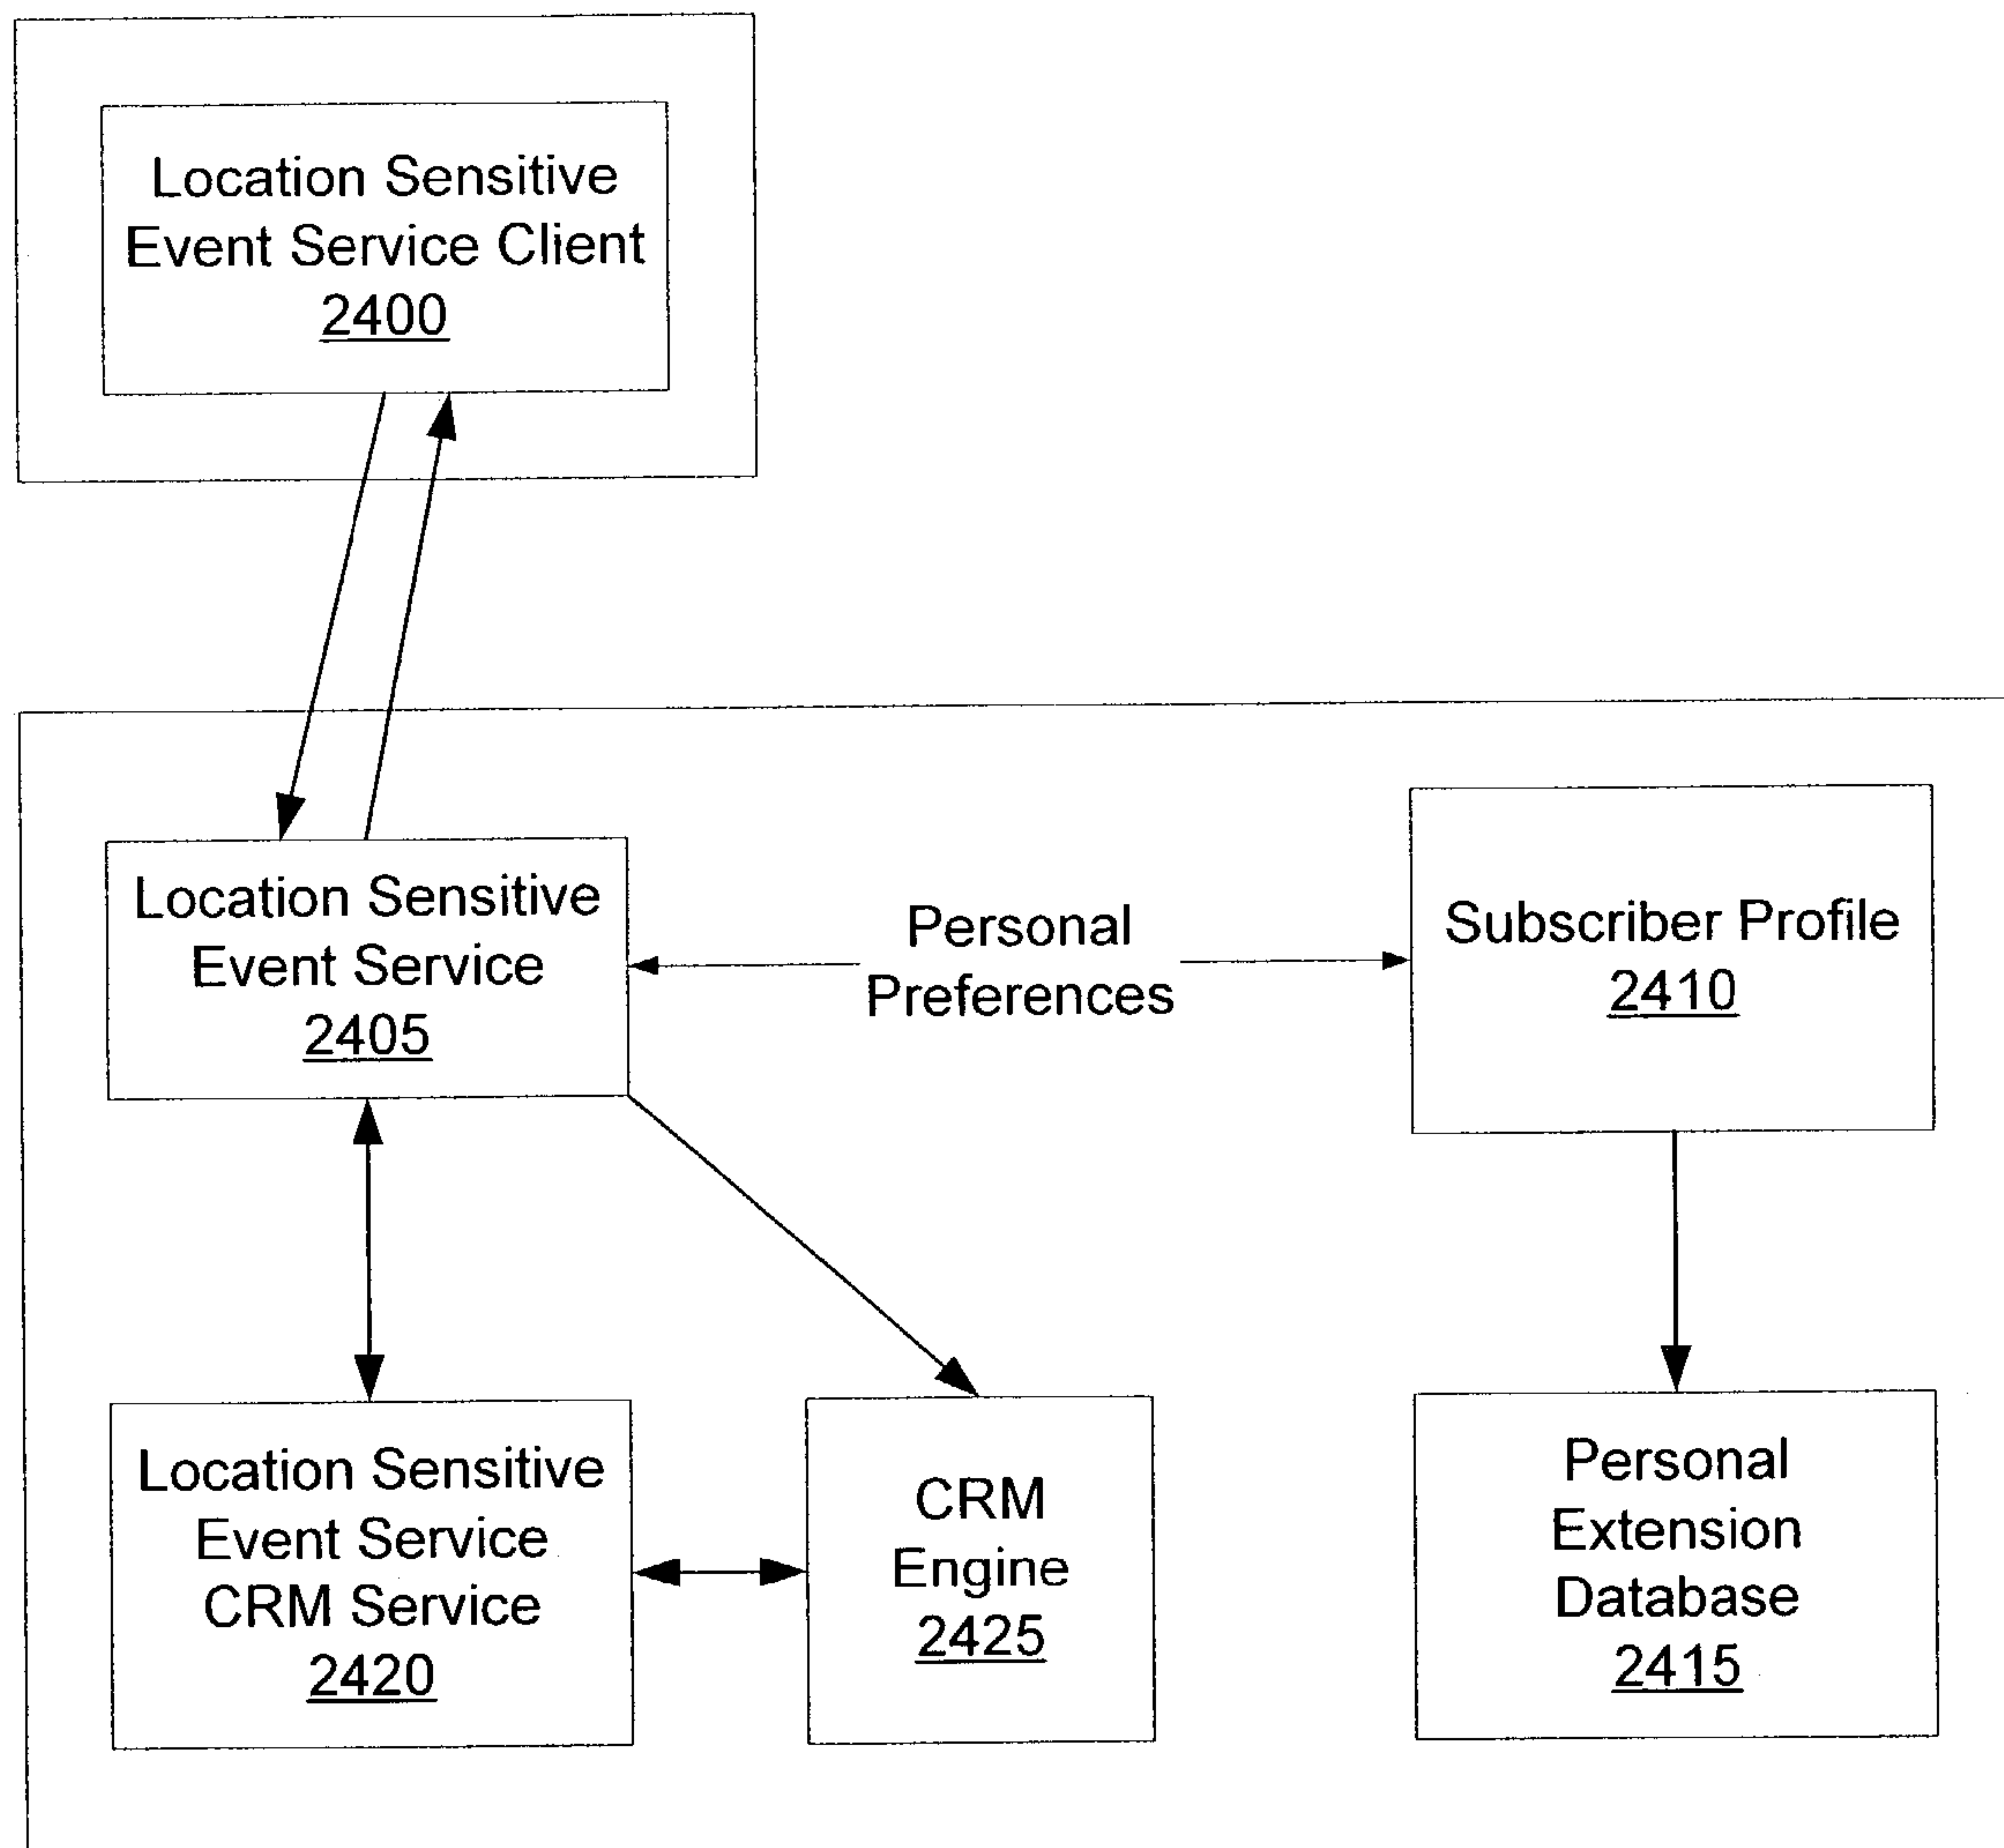 Location Sensitive
Event Service Client
2400
Location Sensitive
Event Service
2405
Personal
Preferences
Subscriber Profile
2410
Location Sensitive
Event Service
CRM Service
2420
CRM
Engine
2425
Personal
Extension
Database
2415